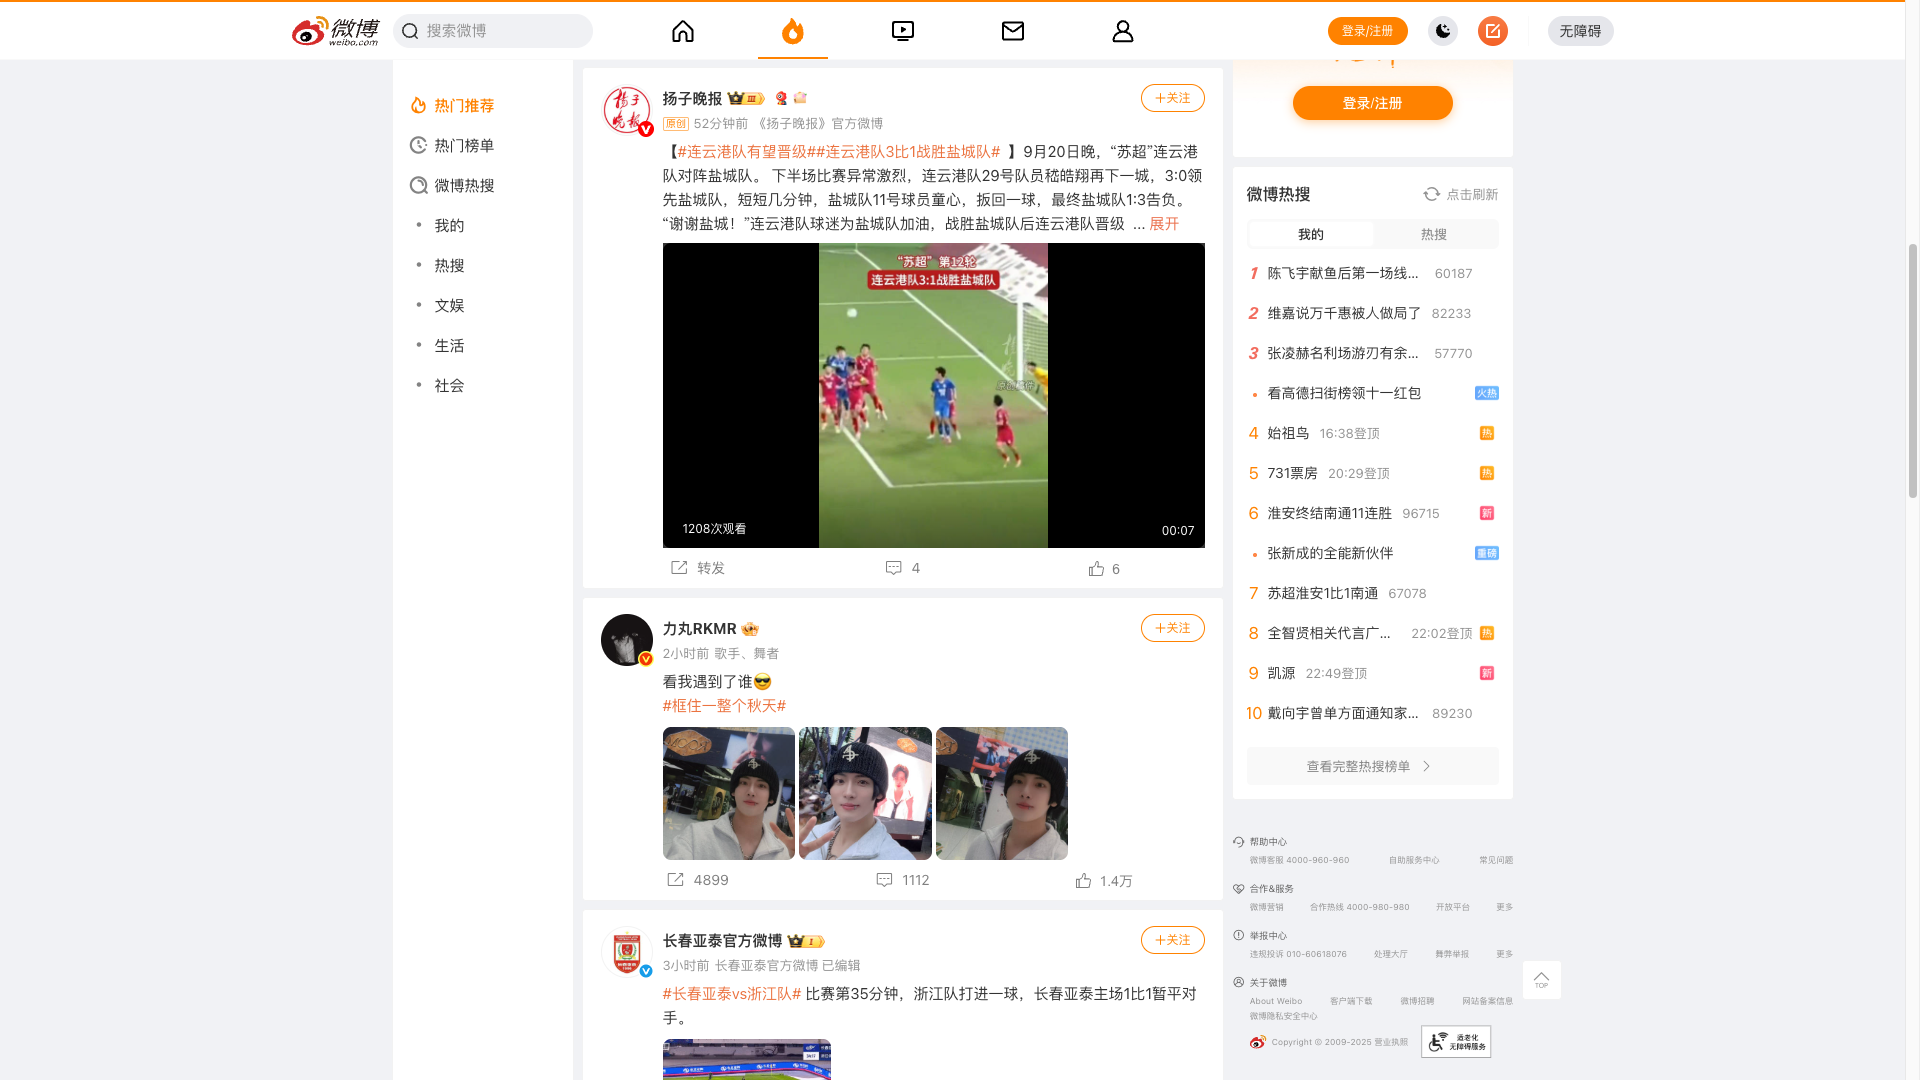 微博
weibo.com
搜索微博
登录/注册
无障碍
热门推荐
热门榜单
微博热搜
我的
热搜
文娱
生活
社会
扬子晚报
III
+关注
原创 52分钟前 《扬子晚报》官方微博
【#连云港队有望晋级##连云港队3比1战胜盐城队# 】9月20日晚，“苏超”连云港
队对阵盐城队。 下半场比赛异常激烈，连云港队29号队员嵇皓翔再下一城，3:0领
先盐城队，短短几分钟，盐城队11号球员童心，扳回一球，最终盐城队1:3告负。
“谢谢盐城！”连云港队球迷为盐城队加油，战胜盐城队后连云港队晋级 ... 展开
“苏超”第12轮
连云港队3:1战胜盐城队
1208次观看
00:07
转发
4
6
力丸RKMR
+关注
2小时前 歌手、舞者
看我遇到了谁
#框住一整个秋天#
4899
1112
1.4万
长春亚泰官方微博
I
+关注
3小时前 长春亚泰官方微博 已编辑
#长春亚泰vs浙江队# 比赛第35分钟，浙江队打进一球，长春亚泰主场1比1暂平对
手。
登录/注册
微博热搜
点击刷新
我的
热搜
1 陈飞宇献鱼后第一场线... 60187
2 维嘉说万千惠被人做局了 82233
3 张凌赫名利场游刃有余... 57770
看高德扫街榜领十一红包 火热
4 始祖鸟 16:38登顶 热
5 731票房 20:29登顶 热
6 淮安终结南通11连胜 96715 新
张新成的全能新伙伴 重磅
7 苏超淮安1比1南通 67078
8 全智贤相关代言广... 22:02登顶 热
9 凯源 22:49登顶 新
10 戴向宇曾单方面通知家... 89230
查看完整热搜榜单
帮助中心
微博客服 4000-960-960 自助服务中心 常见问题
合作&服务
微博营销 合作热线 4000-980-980 开放平台 更多
举报中心
违规投诉 010-60618076 处理大厅 舞弊举报 更多
关于微博
About Weibo 客户端下载 微博招聘 网站备案信息
微博隐私安全中心
Copyright © 2009-2025 营业执照
适老化
无障碍服务
TOP